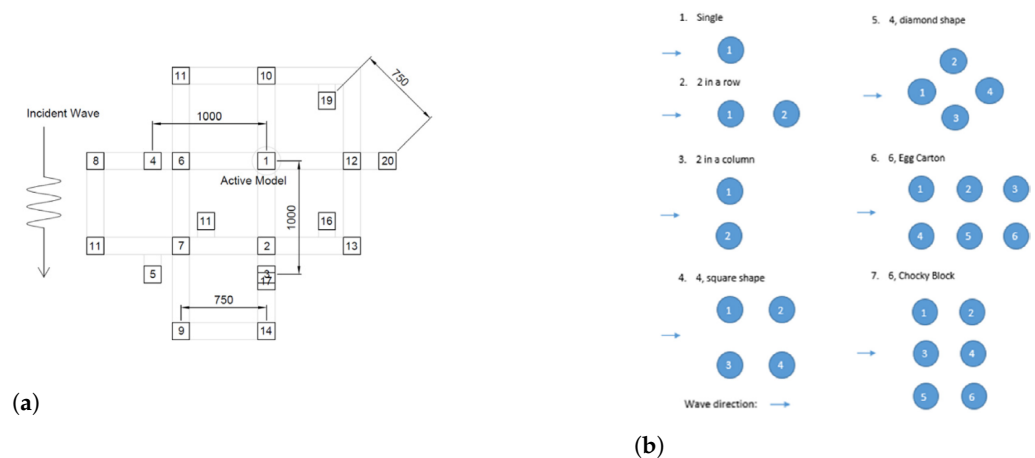 11
10
19
750
Incident Wave
1000
8
4
6
1
12
20
Active Model
11
1000
16
11
7
2
13
5
3
17
750
9
14
(a)
1. Single
1
2. 2 in a row
1 2
3. 2 in a column
1
2
4. 4, square shape
1 2
3 4
Wave direction:
5. 4, diamond shape
2
1 4
3
6. 6, Egg Carton
1 2 3
4 5 6
7. 6, Chocky Block
1 2
3 4
5 6
(b)